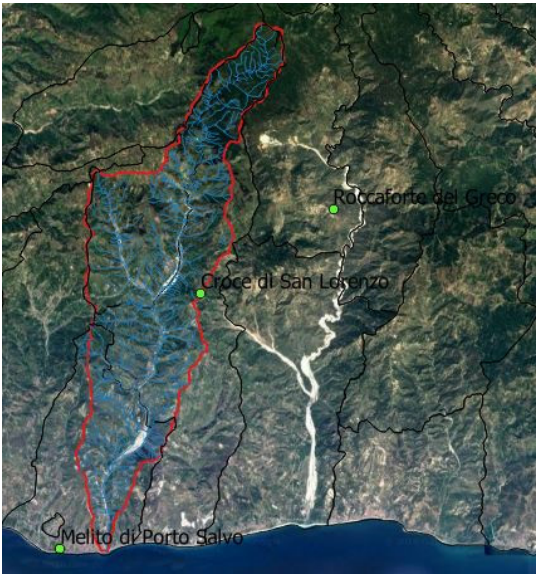 Roccaforte del Greco
Croce di San Lorenzo
Melito di Porto Salvo